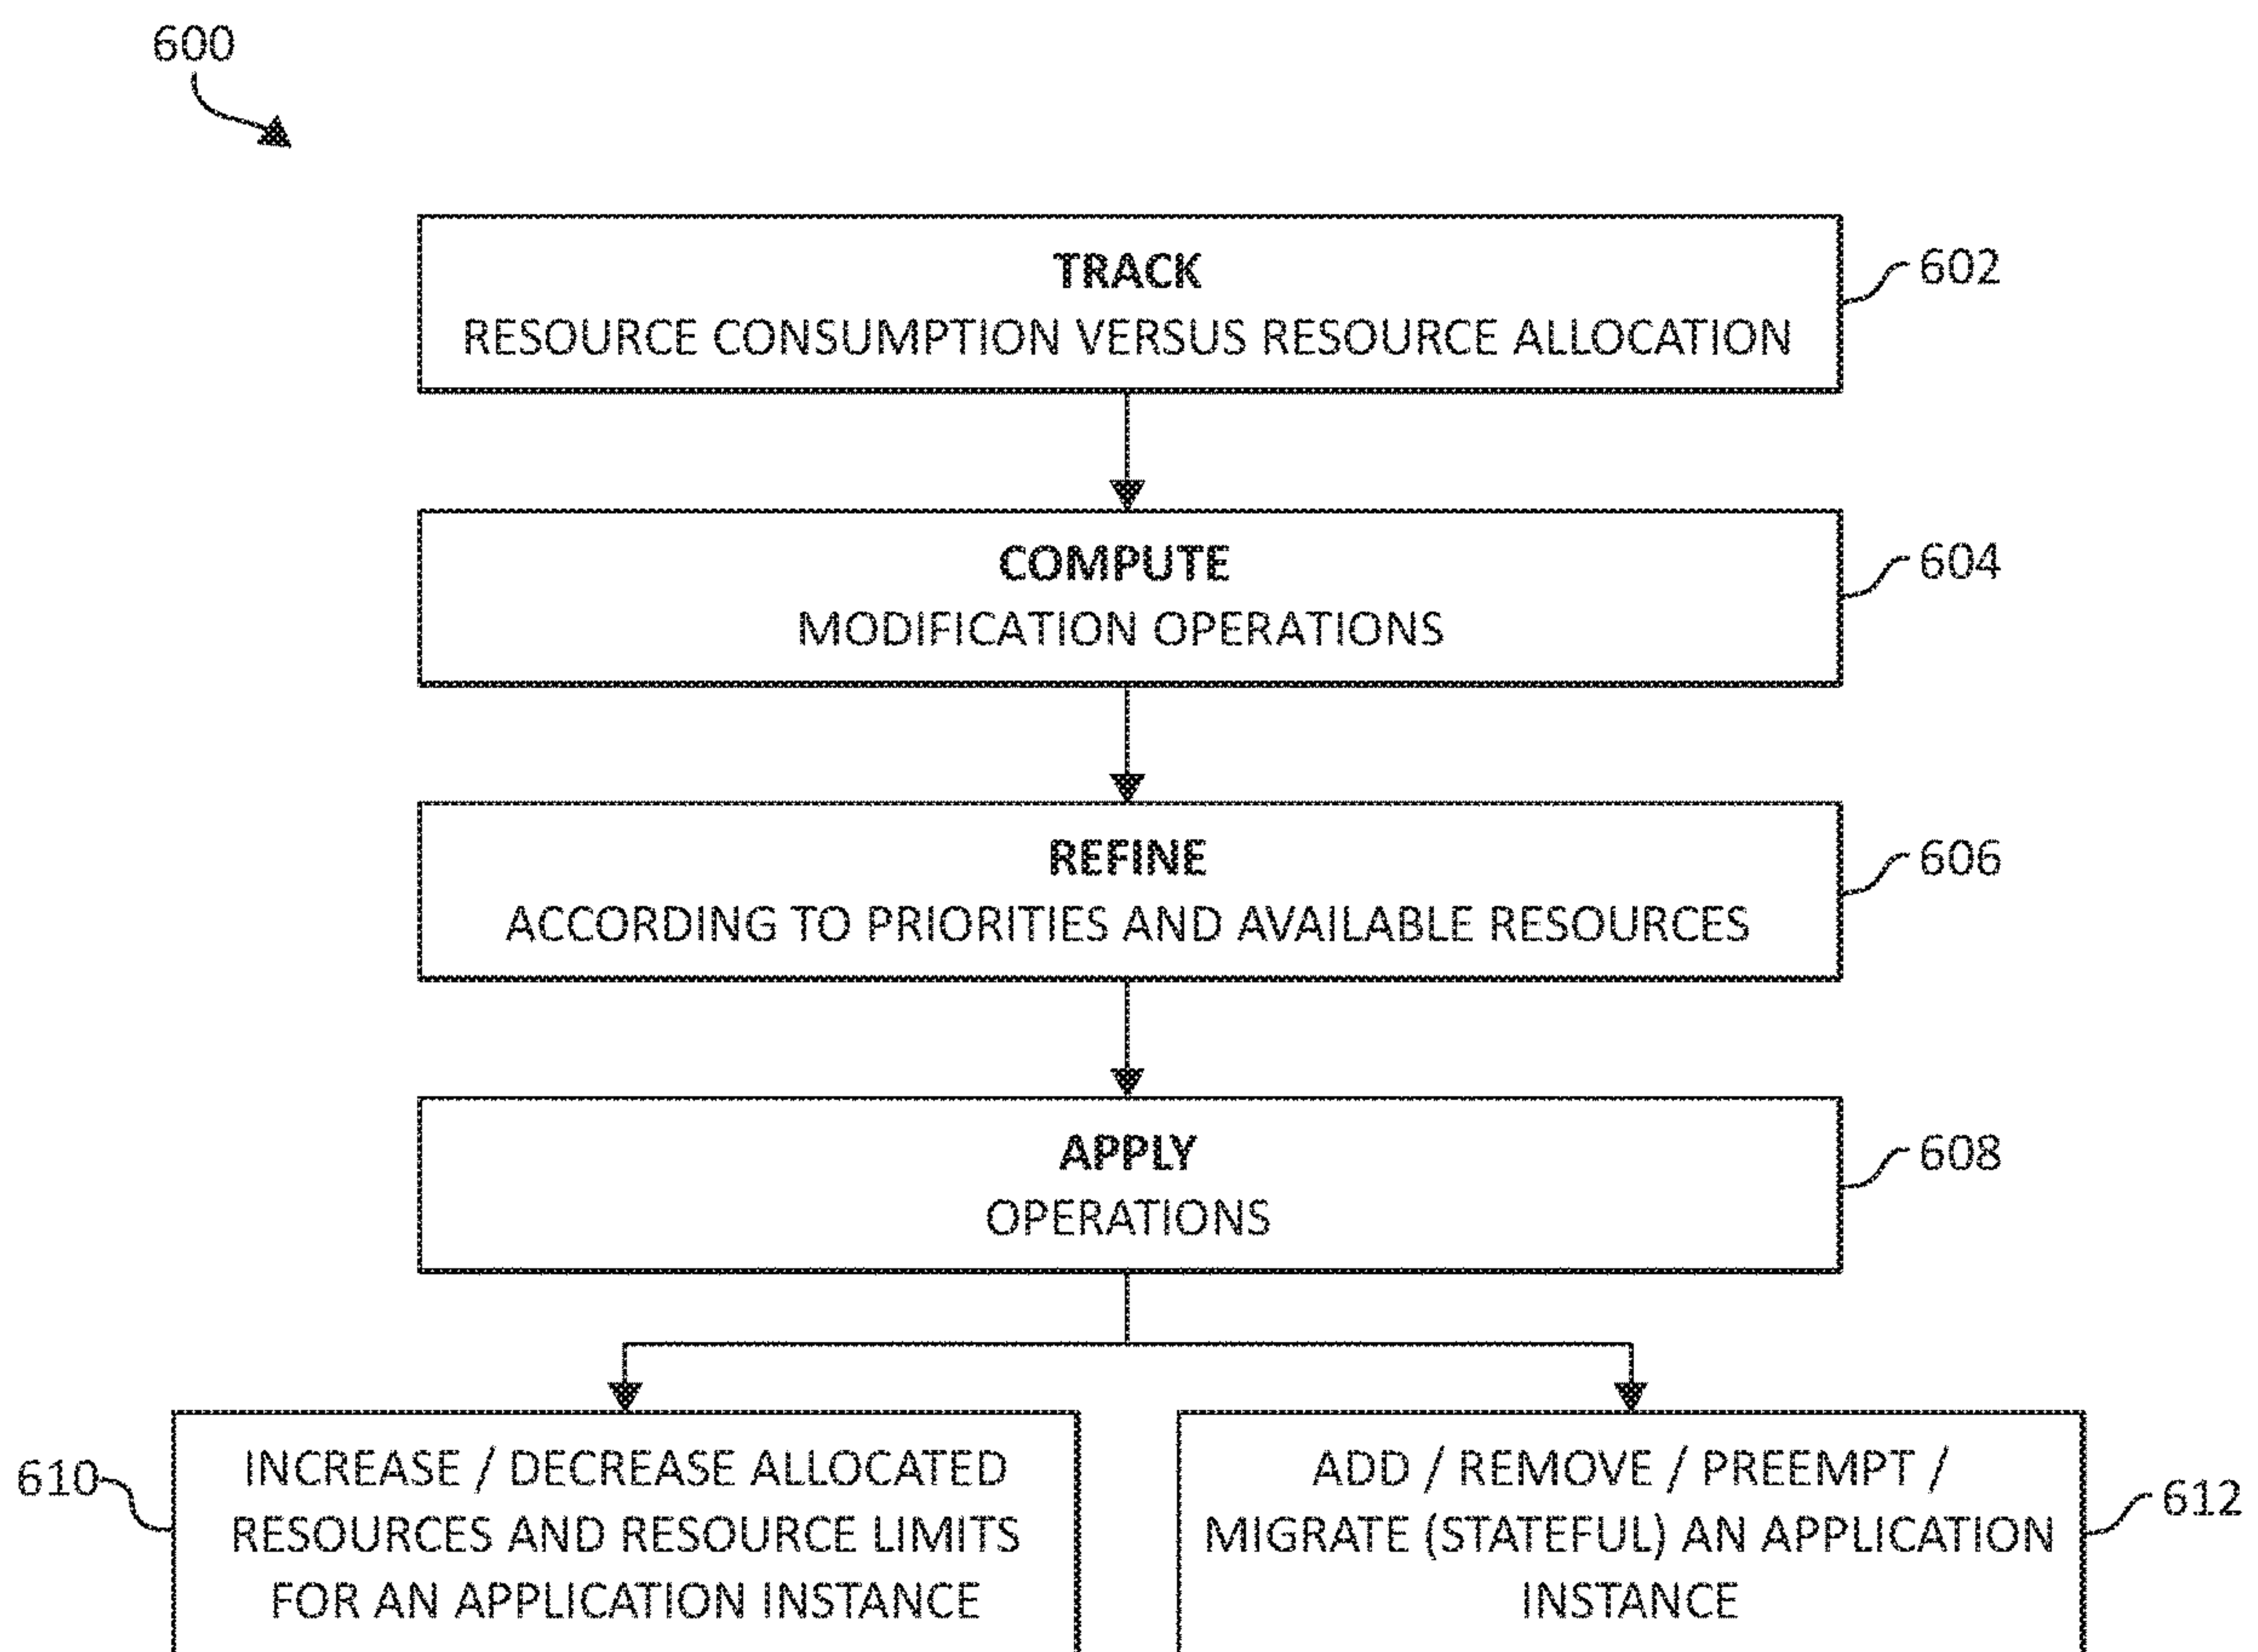 600
TRACK
RESOURCE CONSUMPTION VERSUS RESOURCE ALLOCATION
602
COMPUTE
MODIFICATION OPERATIONS
604
REFINE
ACCORDING TO PRIORITIES AND AVAILABLE RESOURCES
606
APPLY
OPERATIONS
608
610
INCREASE / DECREASE ALLOCATED
RESOURCES AND RESOURCE LIMITS
FOR AN APPLICATION INSTANCE
ADD / REMOVE / PREEMPT /
MIGRATE (STATEFUL) AN APPLICATION
INSTANCE
612